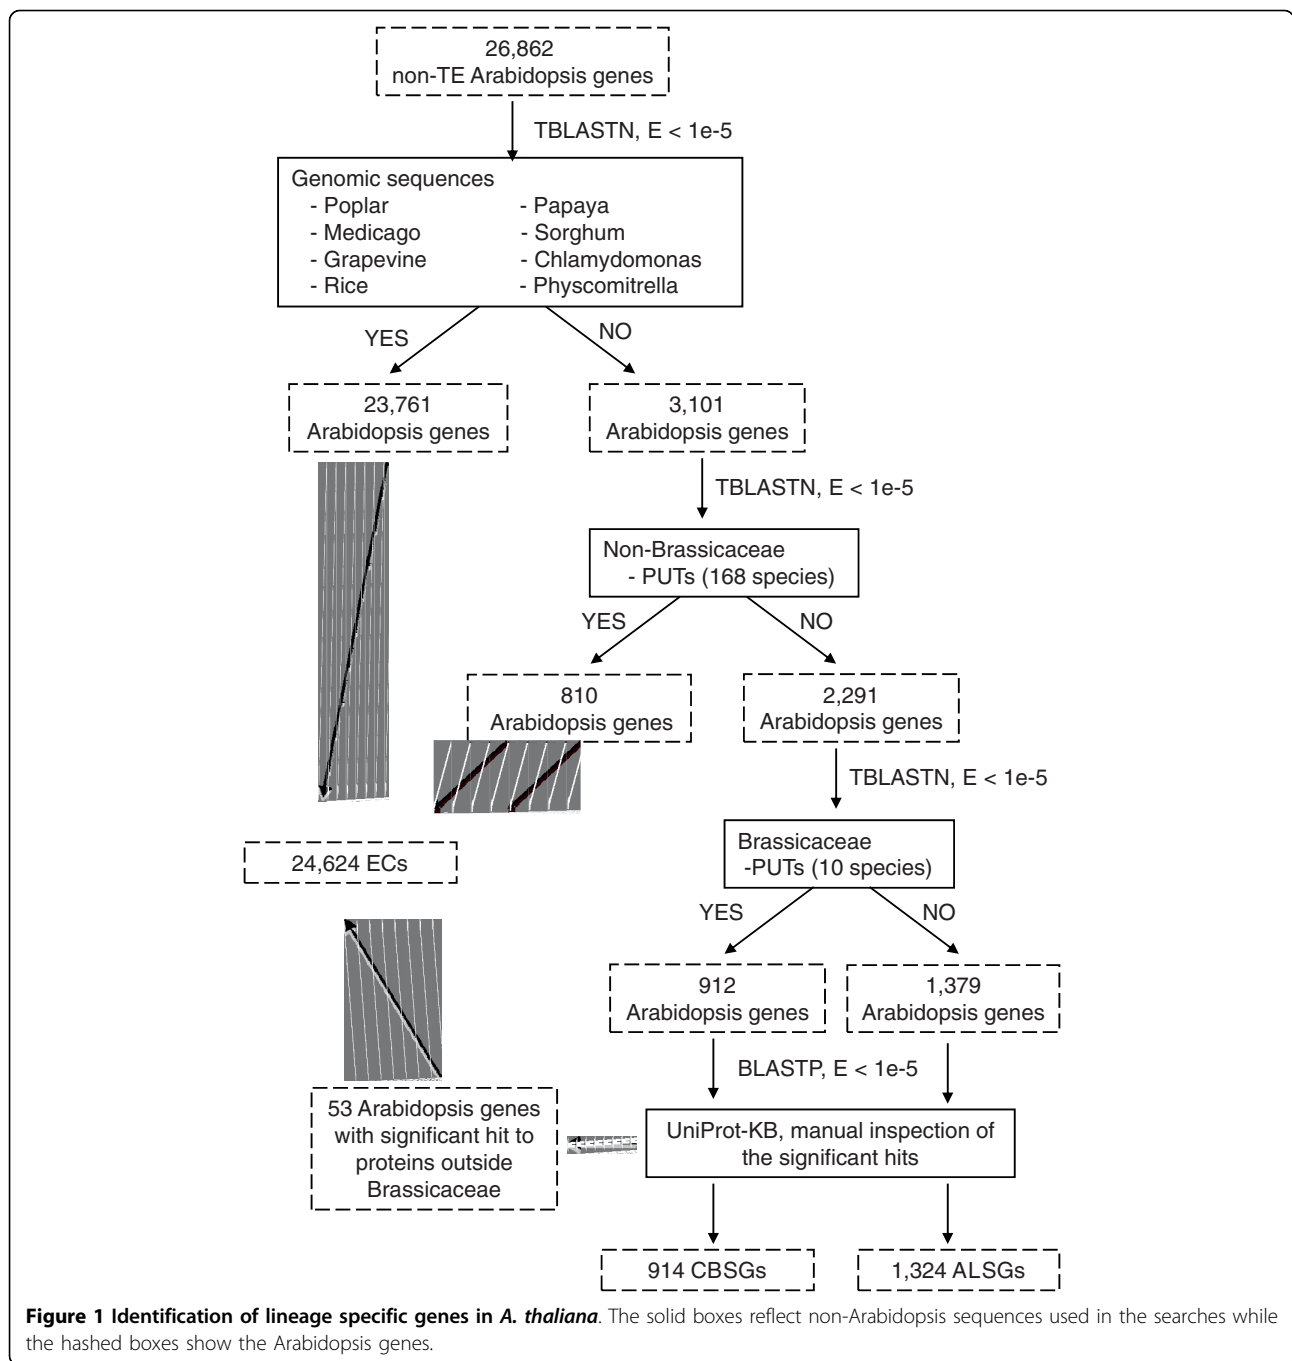 26,862
non-TE Arabidopsis genes
TBLASTN, E < 1e-5
Genomic sequences
- Poplar - Papaya
- Medicago - Sorghum
- Grapevine - Chlamydomonas
- Rice - Physcomitrella
YES NO
23,761
Arabidopsis genes
3,101
Arabidopsis genes
TBLASTN, E < 1e-5
Non-Brassicaceae
- PUTs (168 species)
YES NO
810
Arabidopsis genes
2,291
Arabidopsis genes
TBLASTN, E < 1e-5
Brassicaceae
-PUTs (10 species)
24,624 ECs
YES NO
912
Arabidopsis genes
1,379
Arabidopsis genes
BLASTP, E < 1e-5
53 Arabidopsis genes
with significant hit to
proteins outside
Brassicaceae
UniProt-KB, manual inspection of
the significant hits
914 CBSGs
1,324 ALSGs
Figure 1 Identification of lineage specific genes in A. thaliana. The solid boxes reflect non-Arabidopsis sequences used in the searches while
the hashed boxes show the Arabidopsis genes.